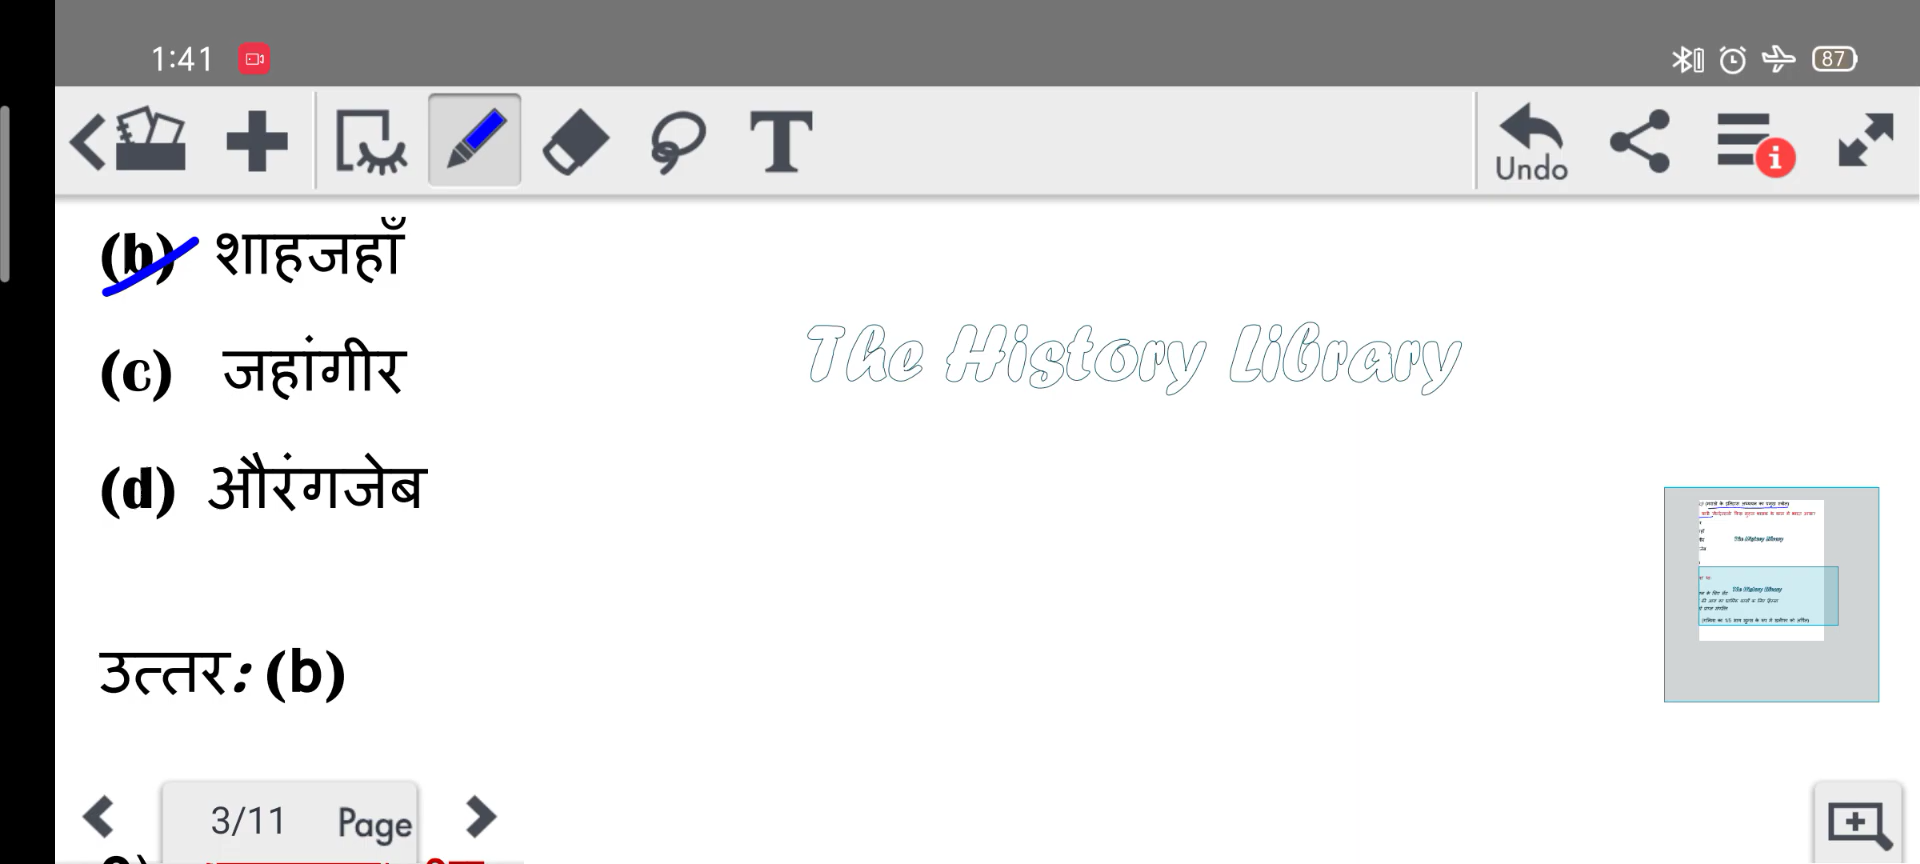 1:41
87
T
Undo
i
(b) शाहजहाँ
(c) जहांगीर
The History Library
(d) औरंगजेब
उत्तर: (b)
3/11 Page